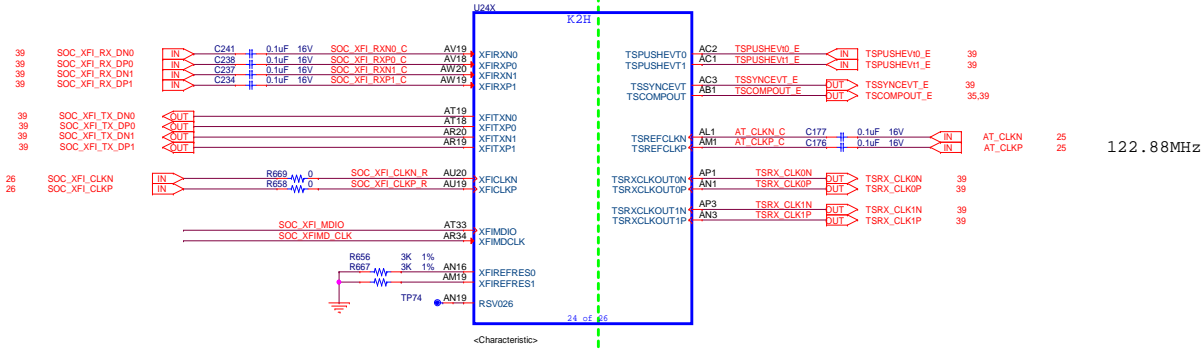 U24X
K2H
39 SOC_XFI_RX_DN0 IN C241 0.1uF 16V SOC_XFI_RXN0_C AV19 XFIRXN0
39 SOC_XFI_RX_DP0 IN C238 0.1uF 16V SOC_XFI_RXP0_C AV18 XFIRXP0
39 SOC_XFI_RX_DN1 IN C237 0.1uF 16V SOC_XFI_RXN1_C AW20 XFIRXN1
39 SOC_XFI_RX_DP1 IN C234 0.1uF 16V SOC_XFI_RXP1_C AW19 XFIRXP1
39 SOC_XFI_TX_DN0 OUT AT19 XFITXN0
39 SOC_XFI_TX_DP0 OUT AT18 XFITXP0
39 SOC_XFI_TX_DN1 OUT AR20 XFITXN1
39 SOC_XFI_TX_DP1 OUT AR19 XFITXP1
26 SOC_XFI_CLKN IN R669 0 SOC_XFI_CLKN_R AU20 XFICLKN
26 SOC_XFI_CLKP IN R658 0 SOC_XFI_CLKP_R AU19 XFICLKP
SOC_XFI_MDIO AT33 XFIMDIO
SOC_XFIMD_CLK AR34 XFIMDCLK
R656 3K 1% AN16 XFIREFRES0
R667 3K 1% AM19 XFIREFRES1
TP74 AN19 RSV026
TSPUSHEVT0 AC2 TSPUSHEVt0_E IN TSPUSHEVt0_E 39
TSPUSHEVT1 AC1 TSPUSHEVt1_E IN TSPUSHEVt1_E 39
TSSYNCEVT AC3 TSSYNCEVT_E OUT TSSYNCEVT_E 39
TSCOMPOUT AB1 TSCOMPOUT_E OUT TSCOMPOUT_E 35,39
TSREFCLKN AL1 AT_CLKN_C C177 0.1uF 16V IN AT_CLKN 25
TSREFCLKP AM1 AT_CLKP_C C176 0.1uF 16V IN AT_CLKP 25
122.88MHz
TSRXCLKOUT0N AP1 TSRX_CLK0N OUT TSRX_CLK0N 39
TSRXCLKOUT0P AN1 TSRX_CLK0P OUT TSRX_CLK0P 39
TSRXCLKOUT1N AP3 TSRX_CLK1N OUT TSRX_CLK1N 39
TSRXCLKOUT1P AN3 TSRX_CLK1P OUT TSRX_CLK1P 39
24 of 26
<Characteristic>